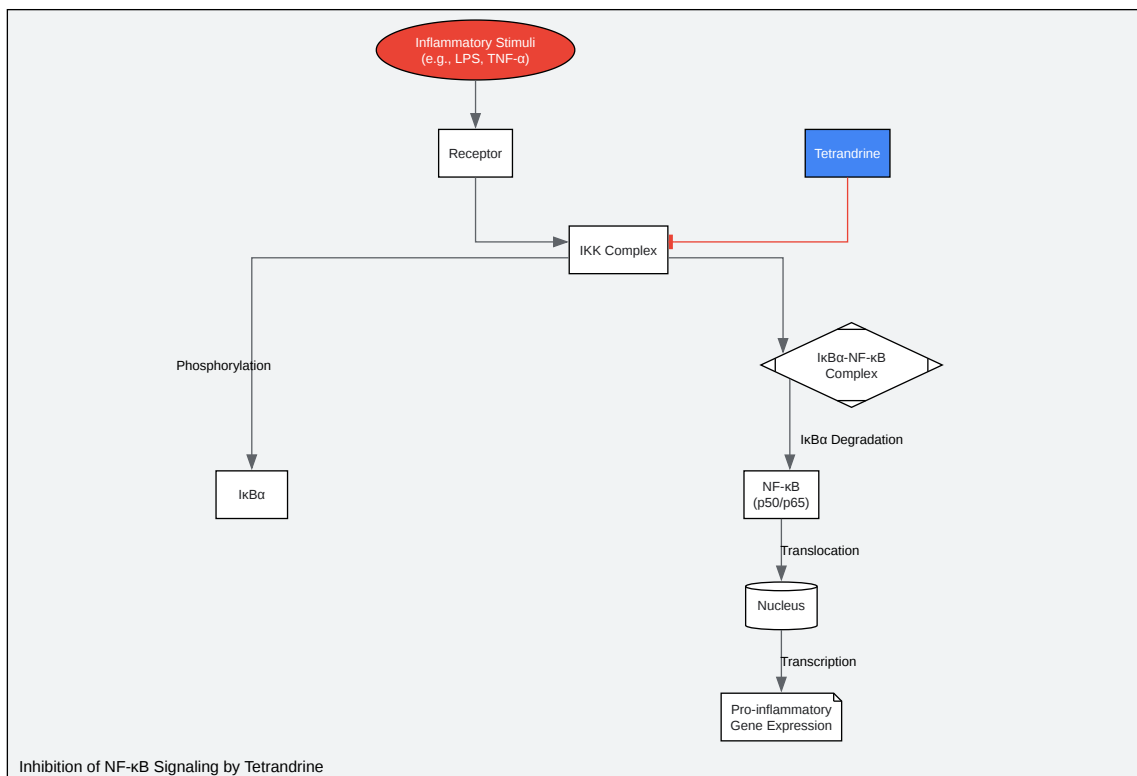 Inflammatory Stimuli
(e.g., LPS, TNF-α)
Receptor
Tetrandrine
IKK Complex
Phosphorylation
IκBα-NF-κB
Complex
IκBα Degradation
IκBα
NF-κB
(p50/p65)
Translocation
Nucleus
Transcription
Pro-inflammatory
Gene Expression
Inhibition of NF-κB Signaling by Tetrandrine